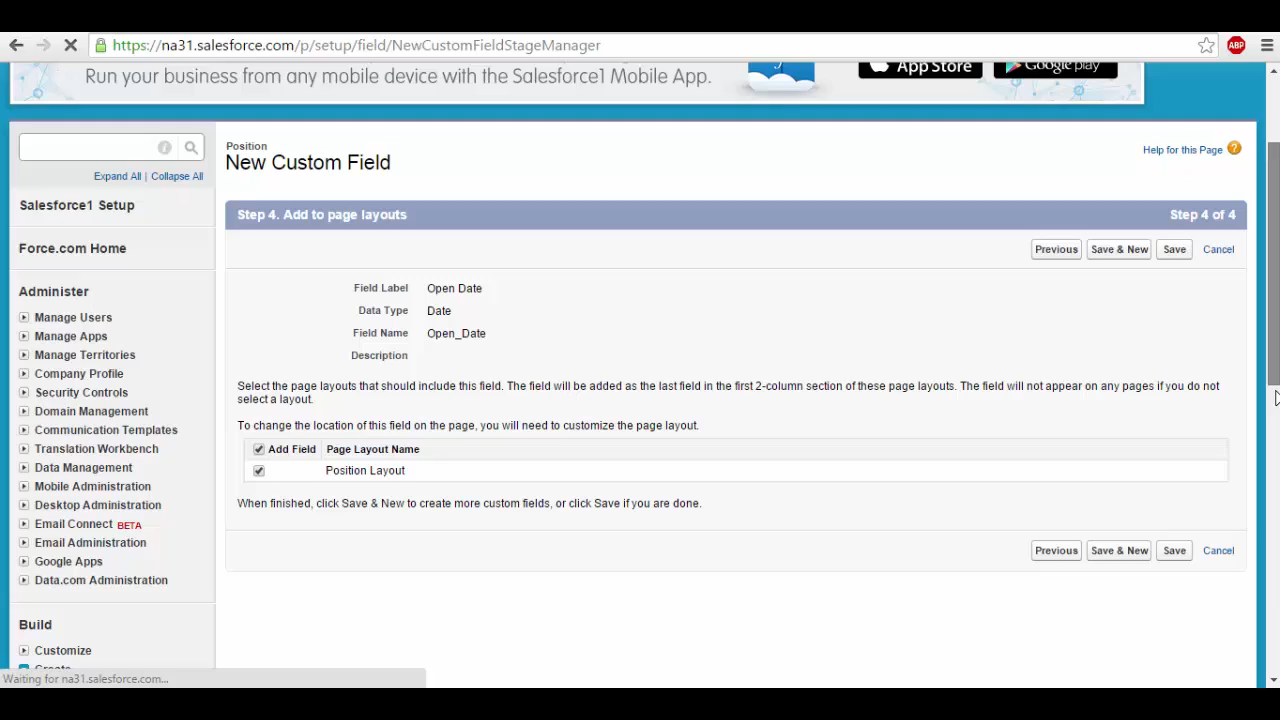 https://na31.salesforce.com/p/setup/field/NewCustomFieldStageManager
ABP
Run your business from any mobile device with the Salesforce1 Mobile App.
App Store
Google play
Expand All | Collapse All
Salesforce1 Setup
Force.com Home
Administer
Manage Users
Manage Apps
Manage Territories
Company Profile
Security Controls
Domain Management
Communication Templates
Translation Workbench
Data Management
Mobile Administration
Desktop Administration
Email Connect BETA
Email Administration
Google Apps
Data.com Administration
Build
Customize
Create
Waiting for na31.salesforce.com...
Position
New Custom Field
Help for this Page ?
Step 4. Add to page layouts
Step 4 of 4
Previous Save & New Save Cancel
Field Label Open Date
Data Type Date
Field Name Open_Date
Description
Select the page layouts that should include this field. The field will be added as the last field in the first 2-column section of these page layouts. The field will not appear on any pages if you do not
select a layout.
To change the location of this field on the page, you will need to customize the page layout.
Add Field Page Layout Name
Position Layout
When finished, click Save & New to create more custom fields, or click Save if you are done.
Previous Save & New Save Cancel